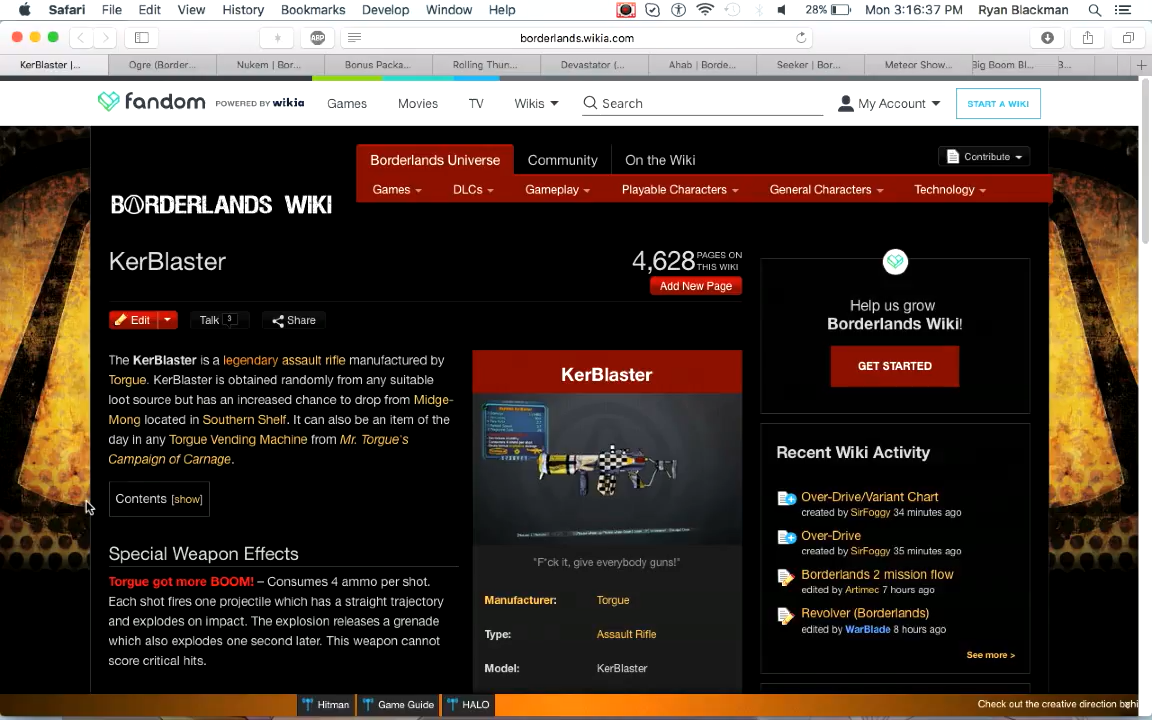 Safari File Edit View History Bookmarks Develop Window Help 28% Mon 3:16:37 PM Ryan Blackman
ABP borderlands.wikia.com
KerBlaster |... Ogre (Border... Nukem | Bor... Bonus Packa... Rolling Thun... Devastator (... Ahab | Borde... Seeker | Bor... Meteor Show... Big Boom Bl...
fandom POWERED BY wikia Games Movies TV Wikis Search My Account START A WIKI
Borderlands Universe Community On the Wiki Contribute
Games DLCs Gameplay Playable Characters General Characters Technology
BORDERLANDS WIKI
KerBlaster
4,628 PAGES ON
THIS WIKI
Add New Page
Edit Talk 3 Share
The KerBlaster is a legendary assault rifle manufactured by
Torgue. KerBlaster is obtained randomly from any suitable
loot source but has an increased chance to drop from Midge-
Mong located in Southern Shelf. It can also be an item of the
day in any Torgue Vending Machine from Mr. Torgue's
Campaign of Carnage.
Contents [show]
Special Weapon Effects
Torgue got more BOOM! – Consumes 4 ammo per shot.
Each shot fires one projectile which has a straight trajectory
and explodes on impact. The explosion releases a grenade
which also explodes one second later. This weapon cannot
score critical hits.
KerBlaster
"F*ck it, give everybody guns!"
Manufacturer: Torgue
Type: Assault Rifle
Model: KerBlaster
Help us grow
Borderlands Wiki!
GET STARTED
Recent Wiki Activity
Over-Drive/Variant Chart
created by SirFoggy 34 minutes ago
Over-Drive
created by SirFoggy 35 minutes ago
Borderlands 2 mission flow
edited by Artimec 7 hours ago
Revolver (Borderlands)
edited by WarBlade 8 hours ago
See more >
Hitman Game Guide HALO Check out the creative direction